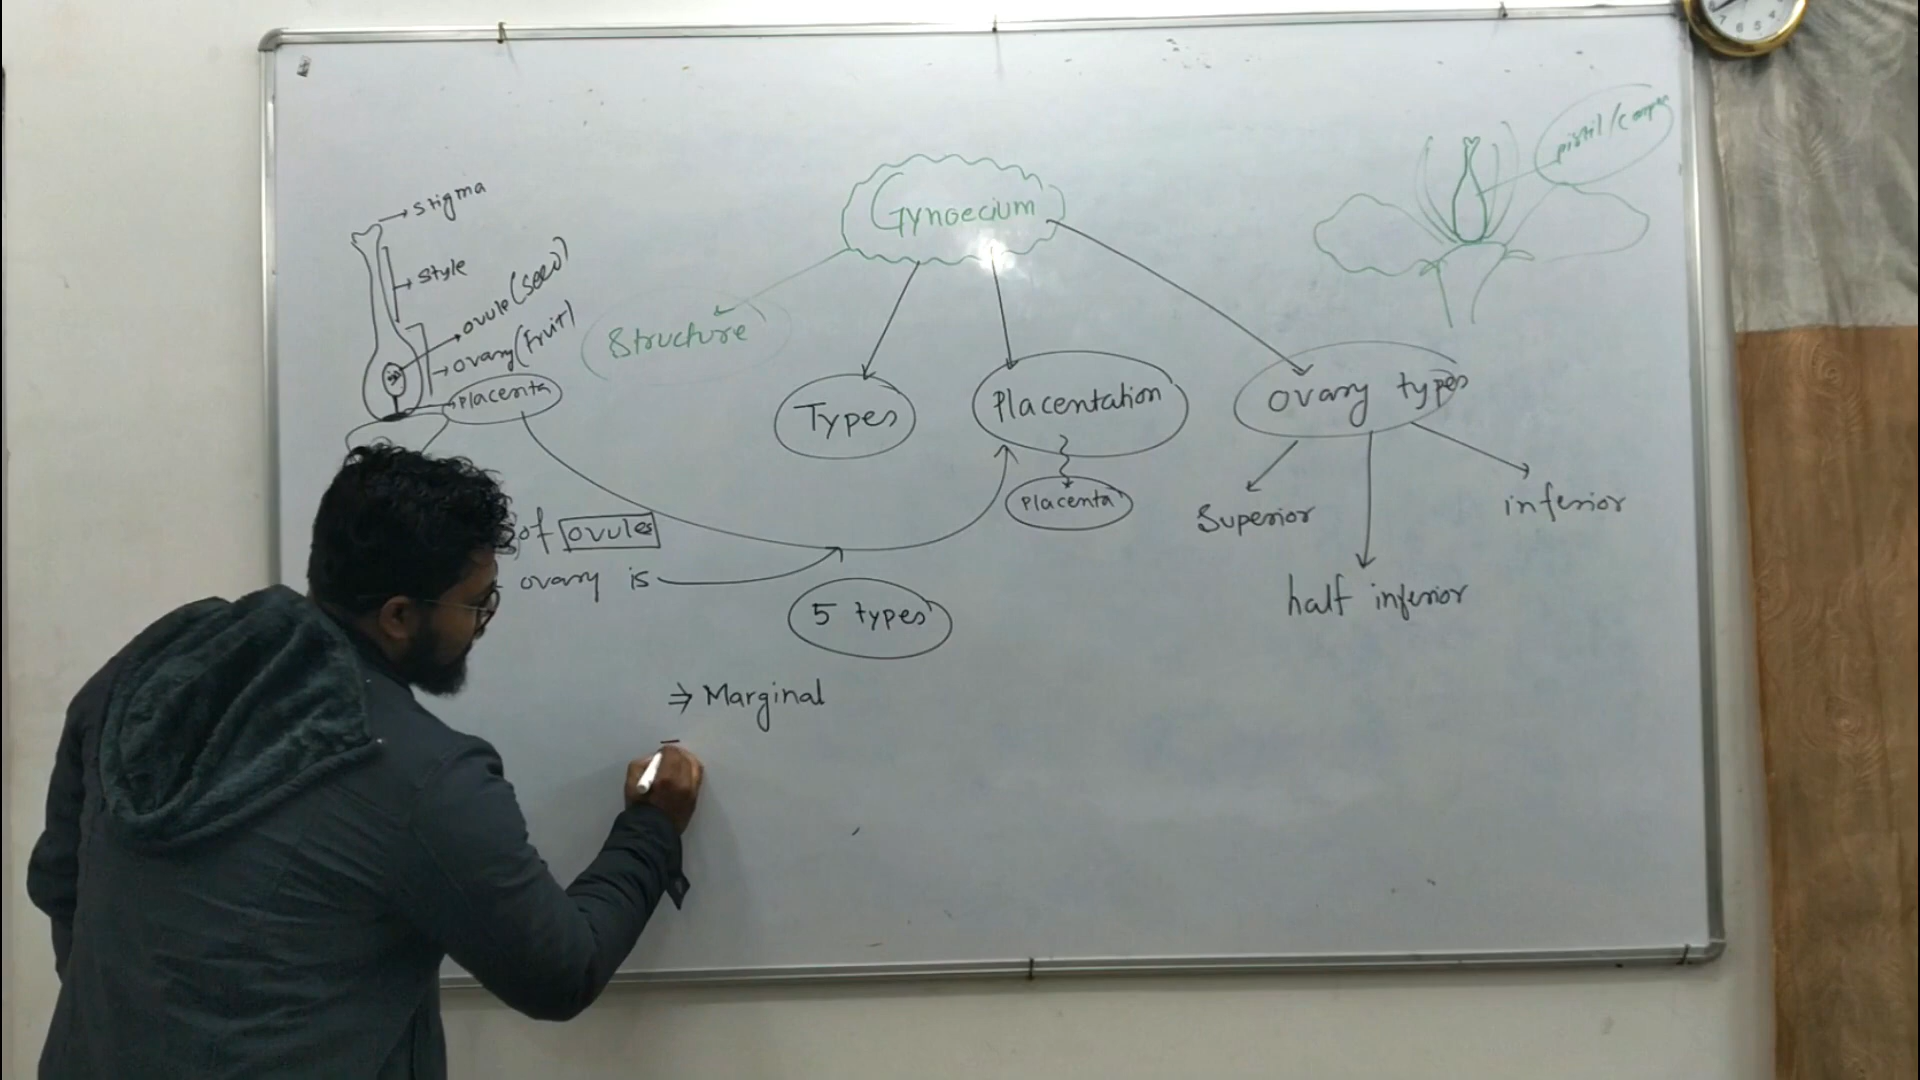 Stigma
Style
ovule (seed)
ovary (Fruit)
Placenta
Gynoecium
pistil/
Structure
Types
Placentation
Placenta
ovary types
Superior
half inferior
inferior
of ovules
ovary is
5 types
⇒ Marginal